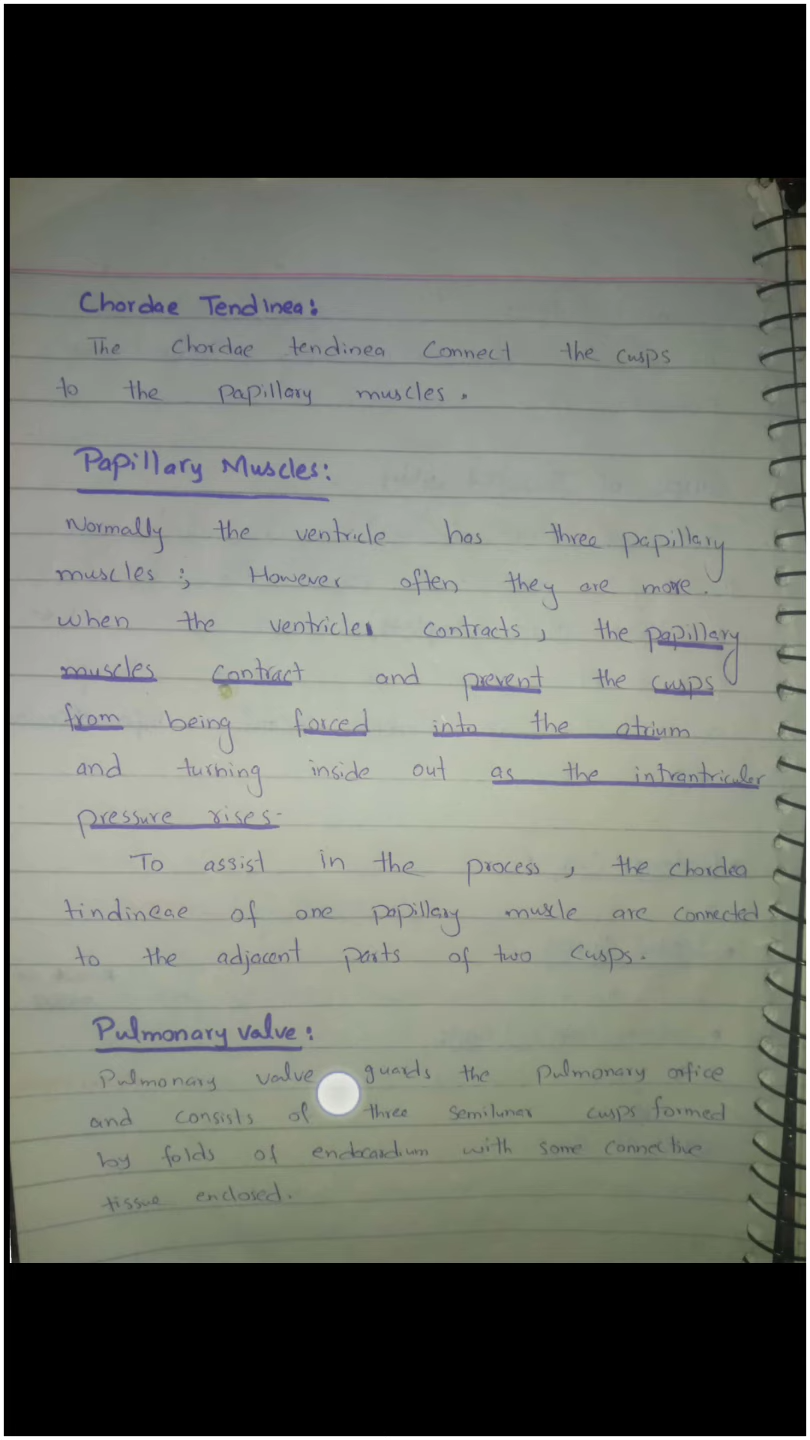 Chordae Tendinea:
The chordae tendinea connect the cusps
to the papillary muscles.
Papillary Muscles:
Normally the ventricle has three papillary
muscles; However often they are more.
when the ventricle contracts, the papillary
muscles contract and prevent the cusps
from being forced into the atrium
and turning inside out as the intrantricular
pressure rises-
To assist in the process, the chordea
tindineae of one papillary muscle are connected
to the adjacent parts of two cusps.
Pulmonary valve:
Pulmonary valve guards the pulmonary orfice
and consists of three semilunar cusps formed
by folds of endocardium with some connective
tissue enclosed.